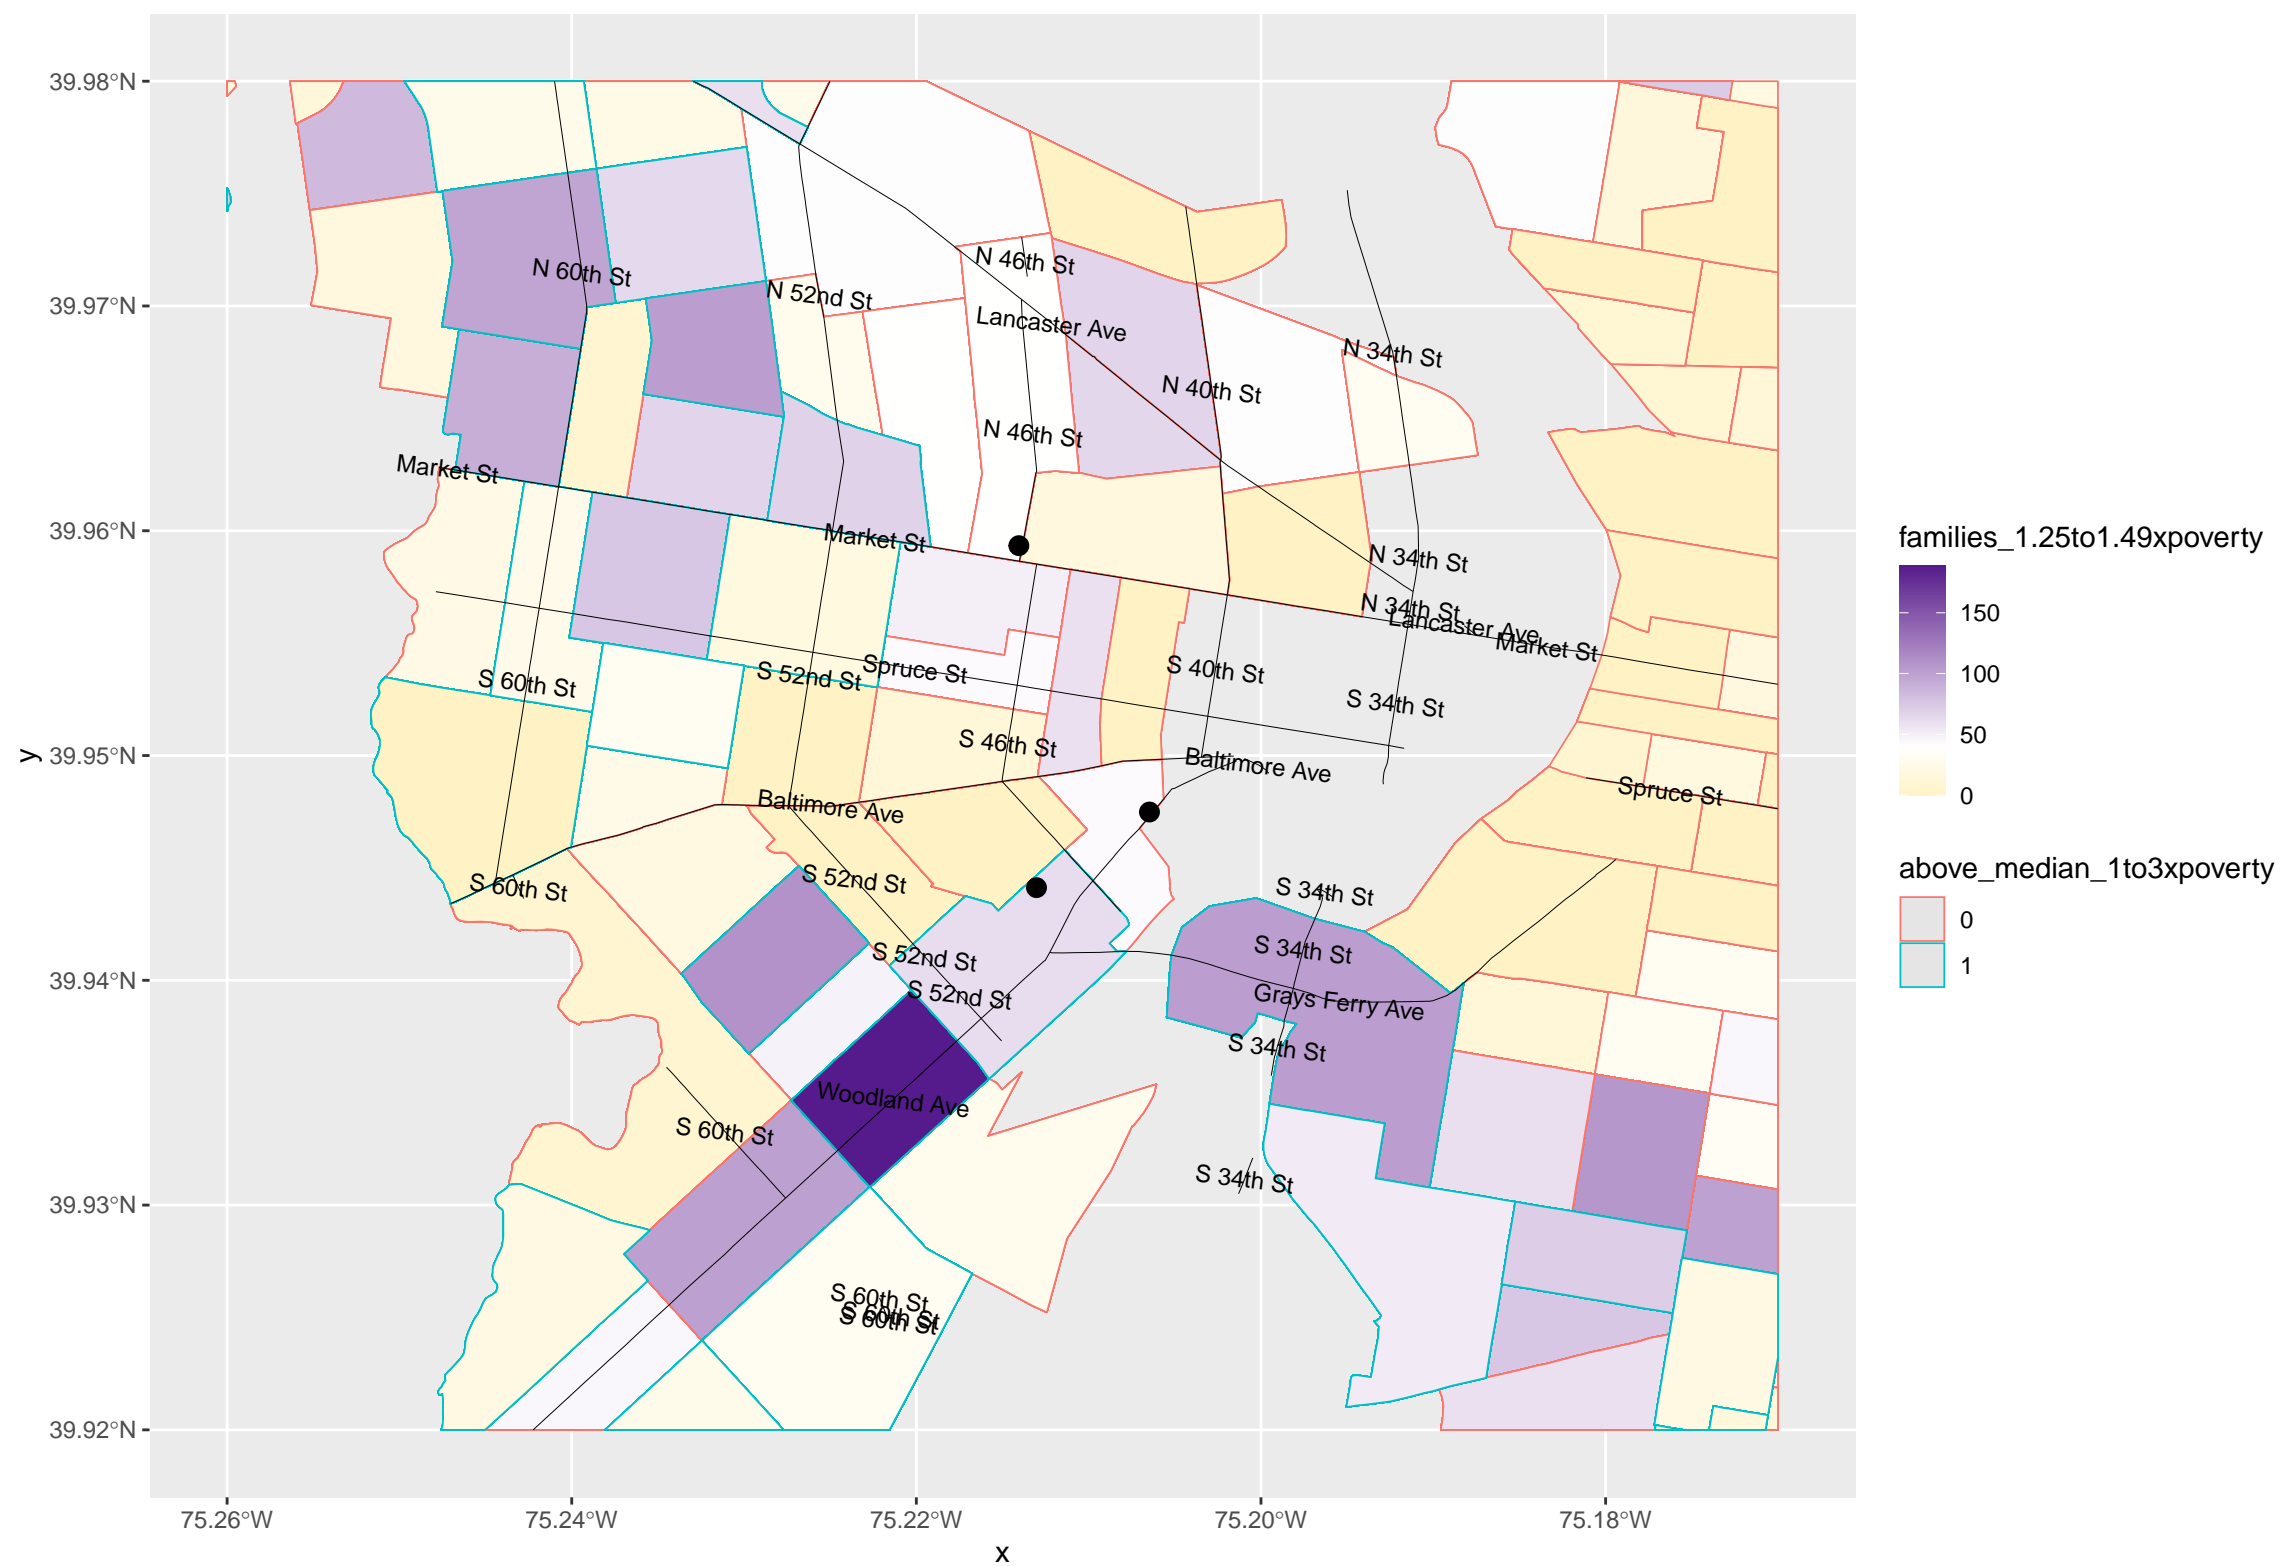 39.98°N
39.97°N
39.96°N
39.95°N
39.94°N
39.93°N
39.92°N
y
N 60th St
N 52nd St
N 46th St
Lancaster Ave
N 34th St
N 40th St
N 46th St
Market St
Market St
N 34th St
N 34th St
Lancaster Ave
Market St
Spruce St
S 60th St
S 52nd St
S 40th St
S 34th St
S 46th St
Baltimore Ave
Spruce St
Baltimore Ave
S 60th St
S 52nd St
S 34th St
S 52nd St
S 34th St
S 52nd St
Grays Ferry Ave
S 34th St
Woodland Ave
S 60th St
S 34th St
S 60th St
S 60th St
S 60th St
75.26°W
75.24°W
75.22°W
75.20°W
75.18°W
x
families_1.25to1.49xpoverty
150
100
50
0
above_median_1to3xpoverty
0
1